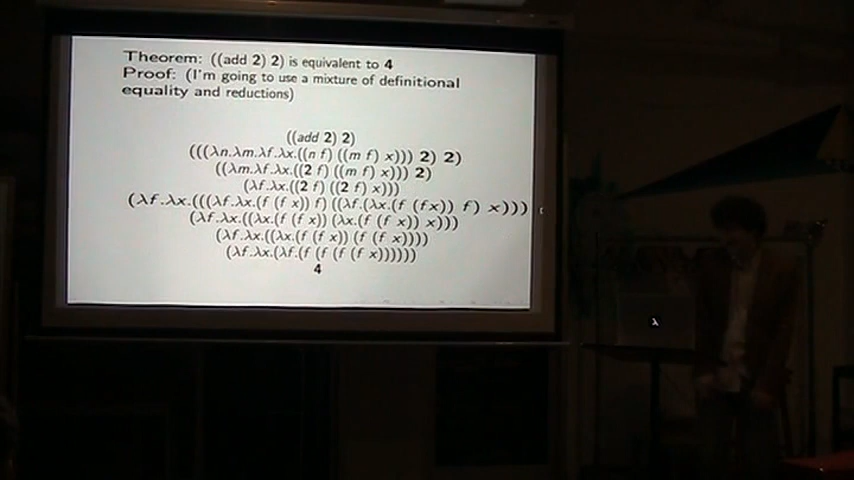 Theorem: ((add 2) 2) is equivalent to 4
Proof: (I'm going to use a mixture of definitional
equality and reductions)
((add 2) 2)
(((λn.λm.λf.λx.((n f) ((m f) x))) 2) 2)
((λm.λf.λx.((2 f) ((m f) x))) 2)
(λf.λx.((2 f) ((2 f) x)))
(λf.λx.(((λf.λx.(f (f x)) f) ((λf.(λx.(f (fx)) f) x)))
(λf.λx.((λx.(f (f x)) (λx.(f (f x)) x)))
(λf.λx.((λx.(f (f x)) (f (f x))))
(λf.λx.(λf.(f (f (f (f x))))))
4
λ